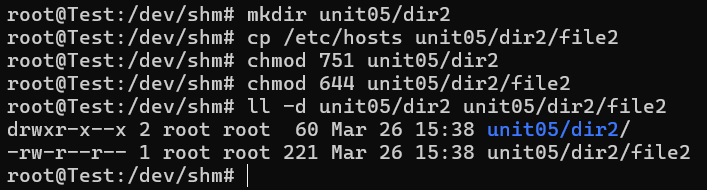 root@Test:/dev/shm# mkdir unit05/dir2
root@Test:/dev/shm# cp /etc/hosts unit05/dir2/file2
root@Test:/dev/shm# chmod 751 unit05/dir2
root@Test:/dev/shm# chmod 644 unit05/dir2/file2
root@Test:/dev/shm# ll -d unit05/dir2 unit05/dir2/file2
drwxr-x--x 2 root root  60 Mar 26 15:38 unit05/dir2/
-rw-r--r-- 1 root root 221 Mar 26 15:38 unit05/dir2/file2
root@Test:/dev/shm#